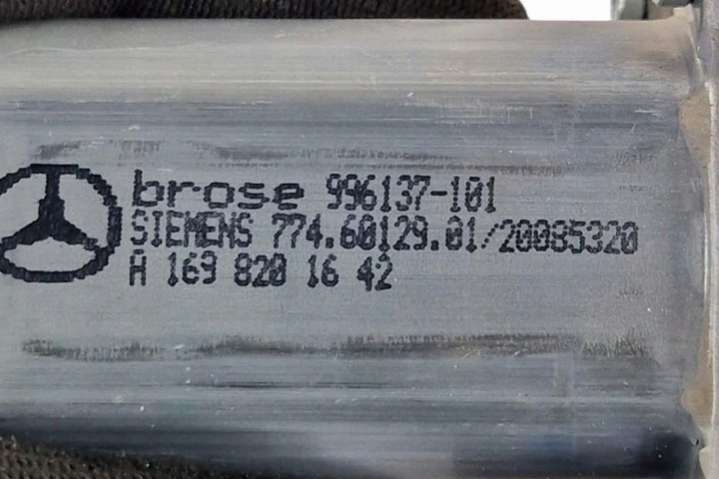 brose 996137-101
SIEMENS 774.60129.01/20085320
A 169 820 16 42